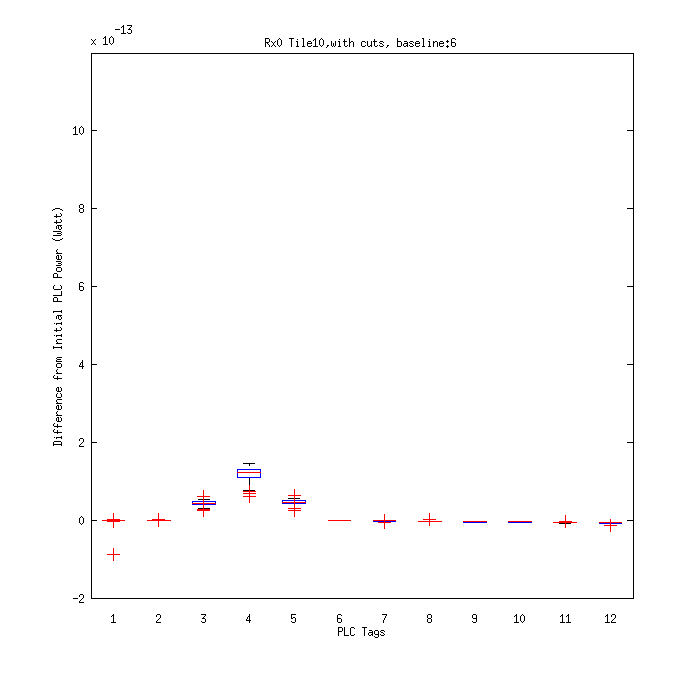 x 10^-13
Rx0 Tile10,with cuts, baseline:6
10
8
6
4
2
0
-2
Difference from Initial PLC Power (Watt)
1 2 3 4 5 6 7 8 9 10 11 12
PLC Tags